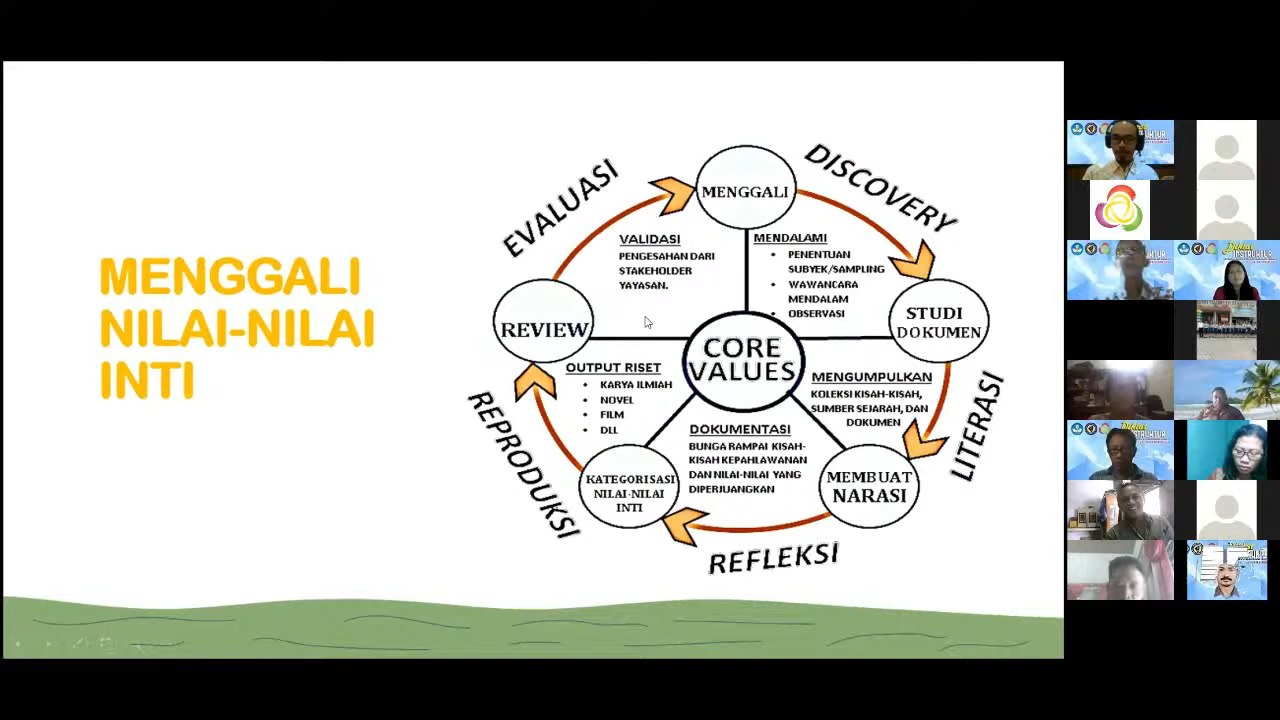 MENGGALI
NILAI-NILAI
INTI
EVALUASI
MENGGALI
DISCOVERY
VALIDASI
PENGESAHAN DARI
STAKEHOLDER
YAYASAN.
MENDALAMI
• PENENTUAN
SUBYEK/SAMPLING
• WAWANCARA
MENDALAM
• OBSERVASI
REVIEW
STUDI
DOKUMEN
CORE
VALUES
OUTPUT RISET
• KARYA ILMIAH
• NOVEL
• FILM
• DLL
MENGUMPULKAN
KOLEKSI KISAH-KISAH,
SUMBER SEJARAH, DAN
DOKUMEN
REPRODUKSI
LITERASI
DOKUMENTASI
BUNGA RAMPAI KISAH-
KISAH KEPAHLAWANAN
DAN NILAI-NILAI YANG
DIPERJUANGKAN
KATEGORISASI
NILAI-NILAI
INTI
MEMBUAT
NARASI
REFLEKSI
INSTRUKTUR